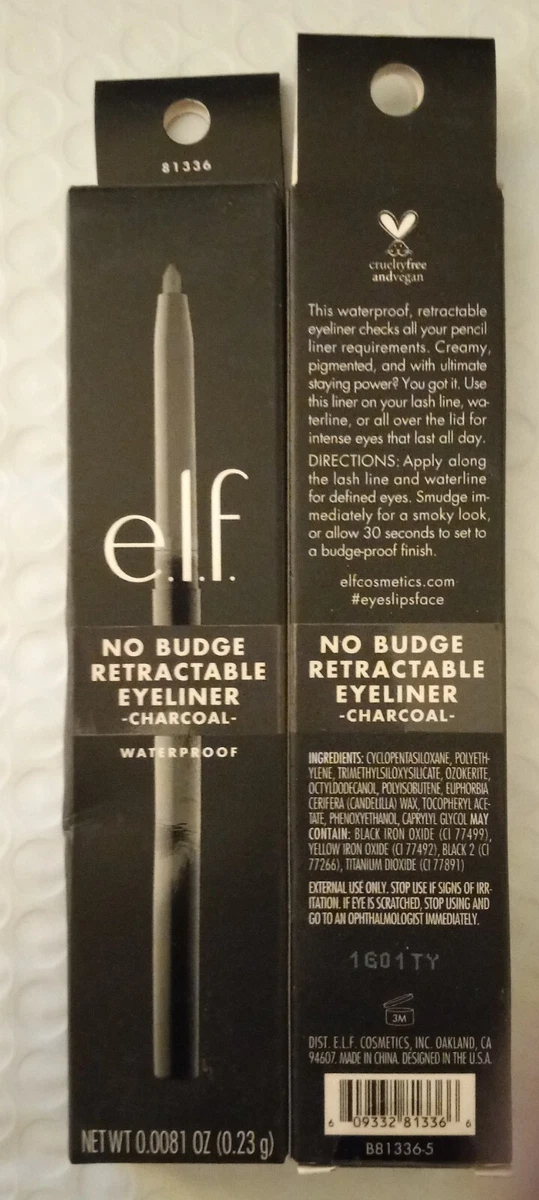 81336
e.l.f.
NO BUDGE
RETRACTABLE
EYELINER
-CHARCOAL-
WATERPROOF
NET WT 0.0081 OZ (0.23 g)
crueltyfree
andvegan
This waterproof, retractable
eyeliner checks all your pencil
liner requirements. Creamy,
pigmented, and with ultimate
staying power? You got it. Use
this liner on your lash line, wa-
terline, or all over the lid for
intense eyes that last all day.
DIRECTIONS: Apply along
the lash line and waterline
for defined eyes. Smudge im-
mediately for a smoky look,
or allow 30 seconds to set to
a budge-proof finish.
elfcosmetics.com
#eyeslipsface
NO BUDGE
RETRACTABLE
EYELINER
-CHARCOAL-
INGREDIENTS: CYCLOPENTASILOXANE, POLYETH-
YLENE, TRIMETHYLSILOXYSILICATE, OZOKERITE,
OCTYLDODECANOL, POLYISOBUTENE, EUPHORBIA
CERIFERA (CANDELILLA) WAX, TOCOPHERYL ACE-
TATE, PHENOXYETHANOL, CAPRYLYL GLYCOL MAY
CONTAIN: BLACK IRON OXIDE (CI 77499),
YELLOW IRON OXIDE (CI 77492), BLACK 2 (CI
77266), TITANIUM DIOXIDE (CI 77891)
EXTERNAL USE ONLY. STOP USE IF SIGNS OF IRR-
ITATION. IF EYE IS SCRATCHED, STOP USING AND
GO TO AN OPHTHALMOLOGIST IMMEDIATELY.
1601TY
3M
DIST. E.L.F. COSMETICS, INC. OAKLAND, CA
94607. MADE IN CHINA. DESIGNED IN THE U.S.A.
6 09332 81336 6
B81336-5